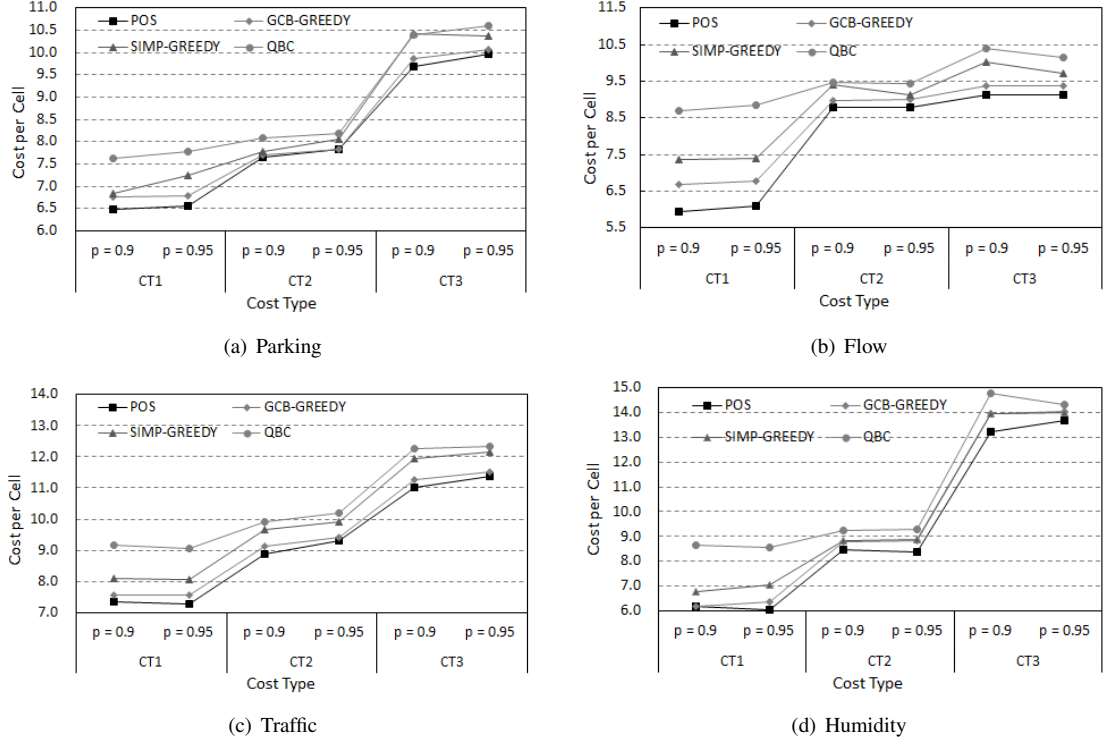 11.0
10.5
10.0
9.5
9.0
8.5
8.0
7.5
7.0
6.5
6.0
Cost per Cell
POS
GCB-GREEDY
SIMP-GREEDY
QBC
p = 0.9 p = 0.95 p = 0.9 p = 0.95 p = 0.9 p = 0.95
CT1 CT2 CT3
Cost Type
(a) Parking
11.5
10.5
9.5
8.5
7.5
6.5
5.5
Cost per Cell
POS
GCB-GREEDY
SIMP-GREEDY
QBC
p = 0.9 p = 0.95 p = 0.9 p = 0.95 p = 0.9 p = 0.95
CT1 CT2 CT3
Cost Type
(b) Flow
14.0
13.0
12.0
11.0
10.0
9.0
8.0
7.0
Cost per Cell
POS
GCB-GREEDY
SIMP-GREEDY
QBC
p = 0.9 p = 0.95 p = 0.9 p = 0.95 p = 0.9 p = 0.95
CT1 CT2 CT3
Cost Type
(c) Traffic
15.0
14.0
13.0
12.0
11.0
10.0
9.0
8.0
7.0
6.0
Cost per Cell
POS
GCB-GREEDY
SIMP-GREEDY
QBC
p = 0.9 p = 0.95 p = 0.9 p = 0.95 p = 0.9 p = 0.95
CT1 CT2 CT3
Cost Type
(d) Humidity